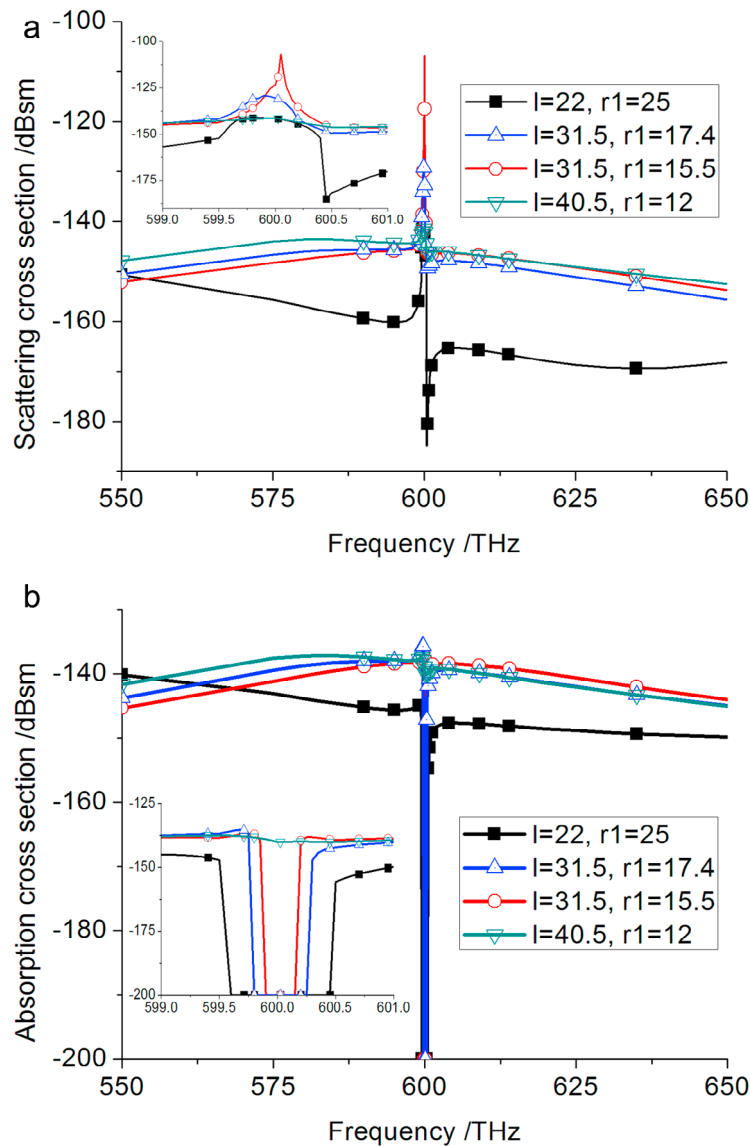 a
-100
-120
-140
-160
-180
Scattering cross section /dBsm
-100
-125
-150
-175
599.0
599.5
600.0
600.5
601.0
l=22, r1=25
l=31.5, r1=17.4
l=31.5, r1=15.5
l=40.5, r1=12
550
575
600
625
650
Frequency /THz
b
-140
-160
-180
-200
Absorption cross section /dBsm
-125
-150
-175
-200
599.0
599.5
600.0
600.5
601.0
l=22, r1=25
l=31.5, r1=17.4
l=31.5, r1=15.5
l=40.5, r1=12
550
575
600
625
650
Frequency /THz